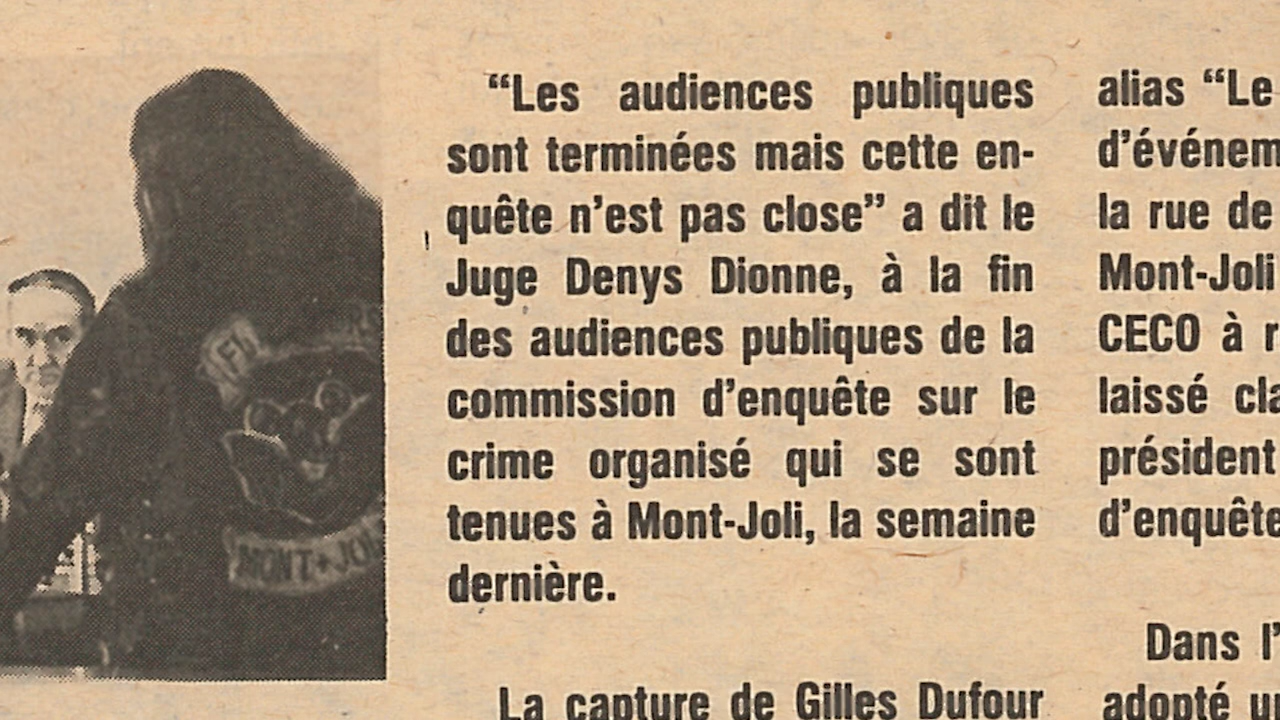 MONT-JOLI
“Les audiences publiques
sont terminées mais cette en-
quête n’est pas close” a dit le
Juge Denys Dionne, à la fin
des audiences publiques de la
commission d’enquête sur le
crime organisé qui se sont
tenues à Mont-Joli, la semaine
dernière.
La capture de Gilles Dufour
alias “Le
d’événem
la rue de
Mont-Joli
CECO à r
laissé cla
président
d’enquête
Dans l’
adopté u